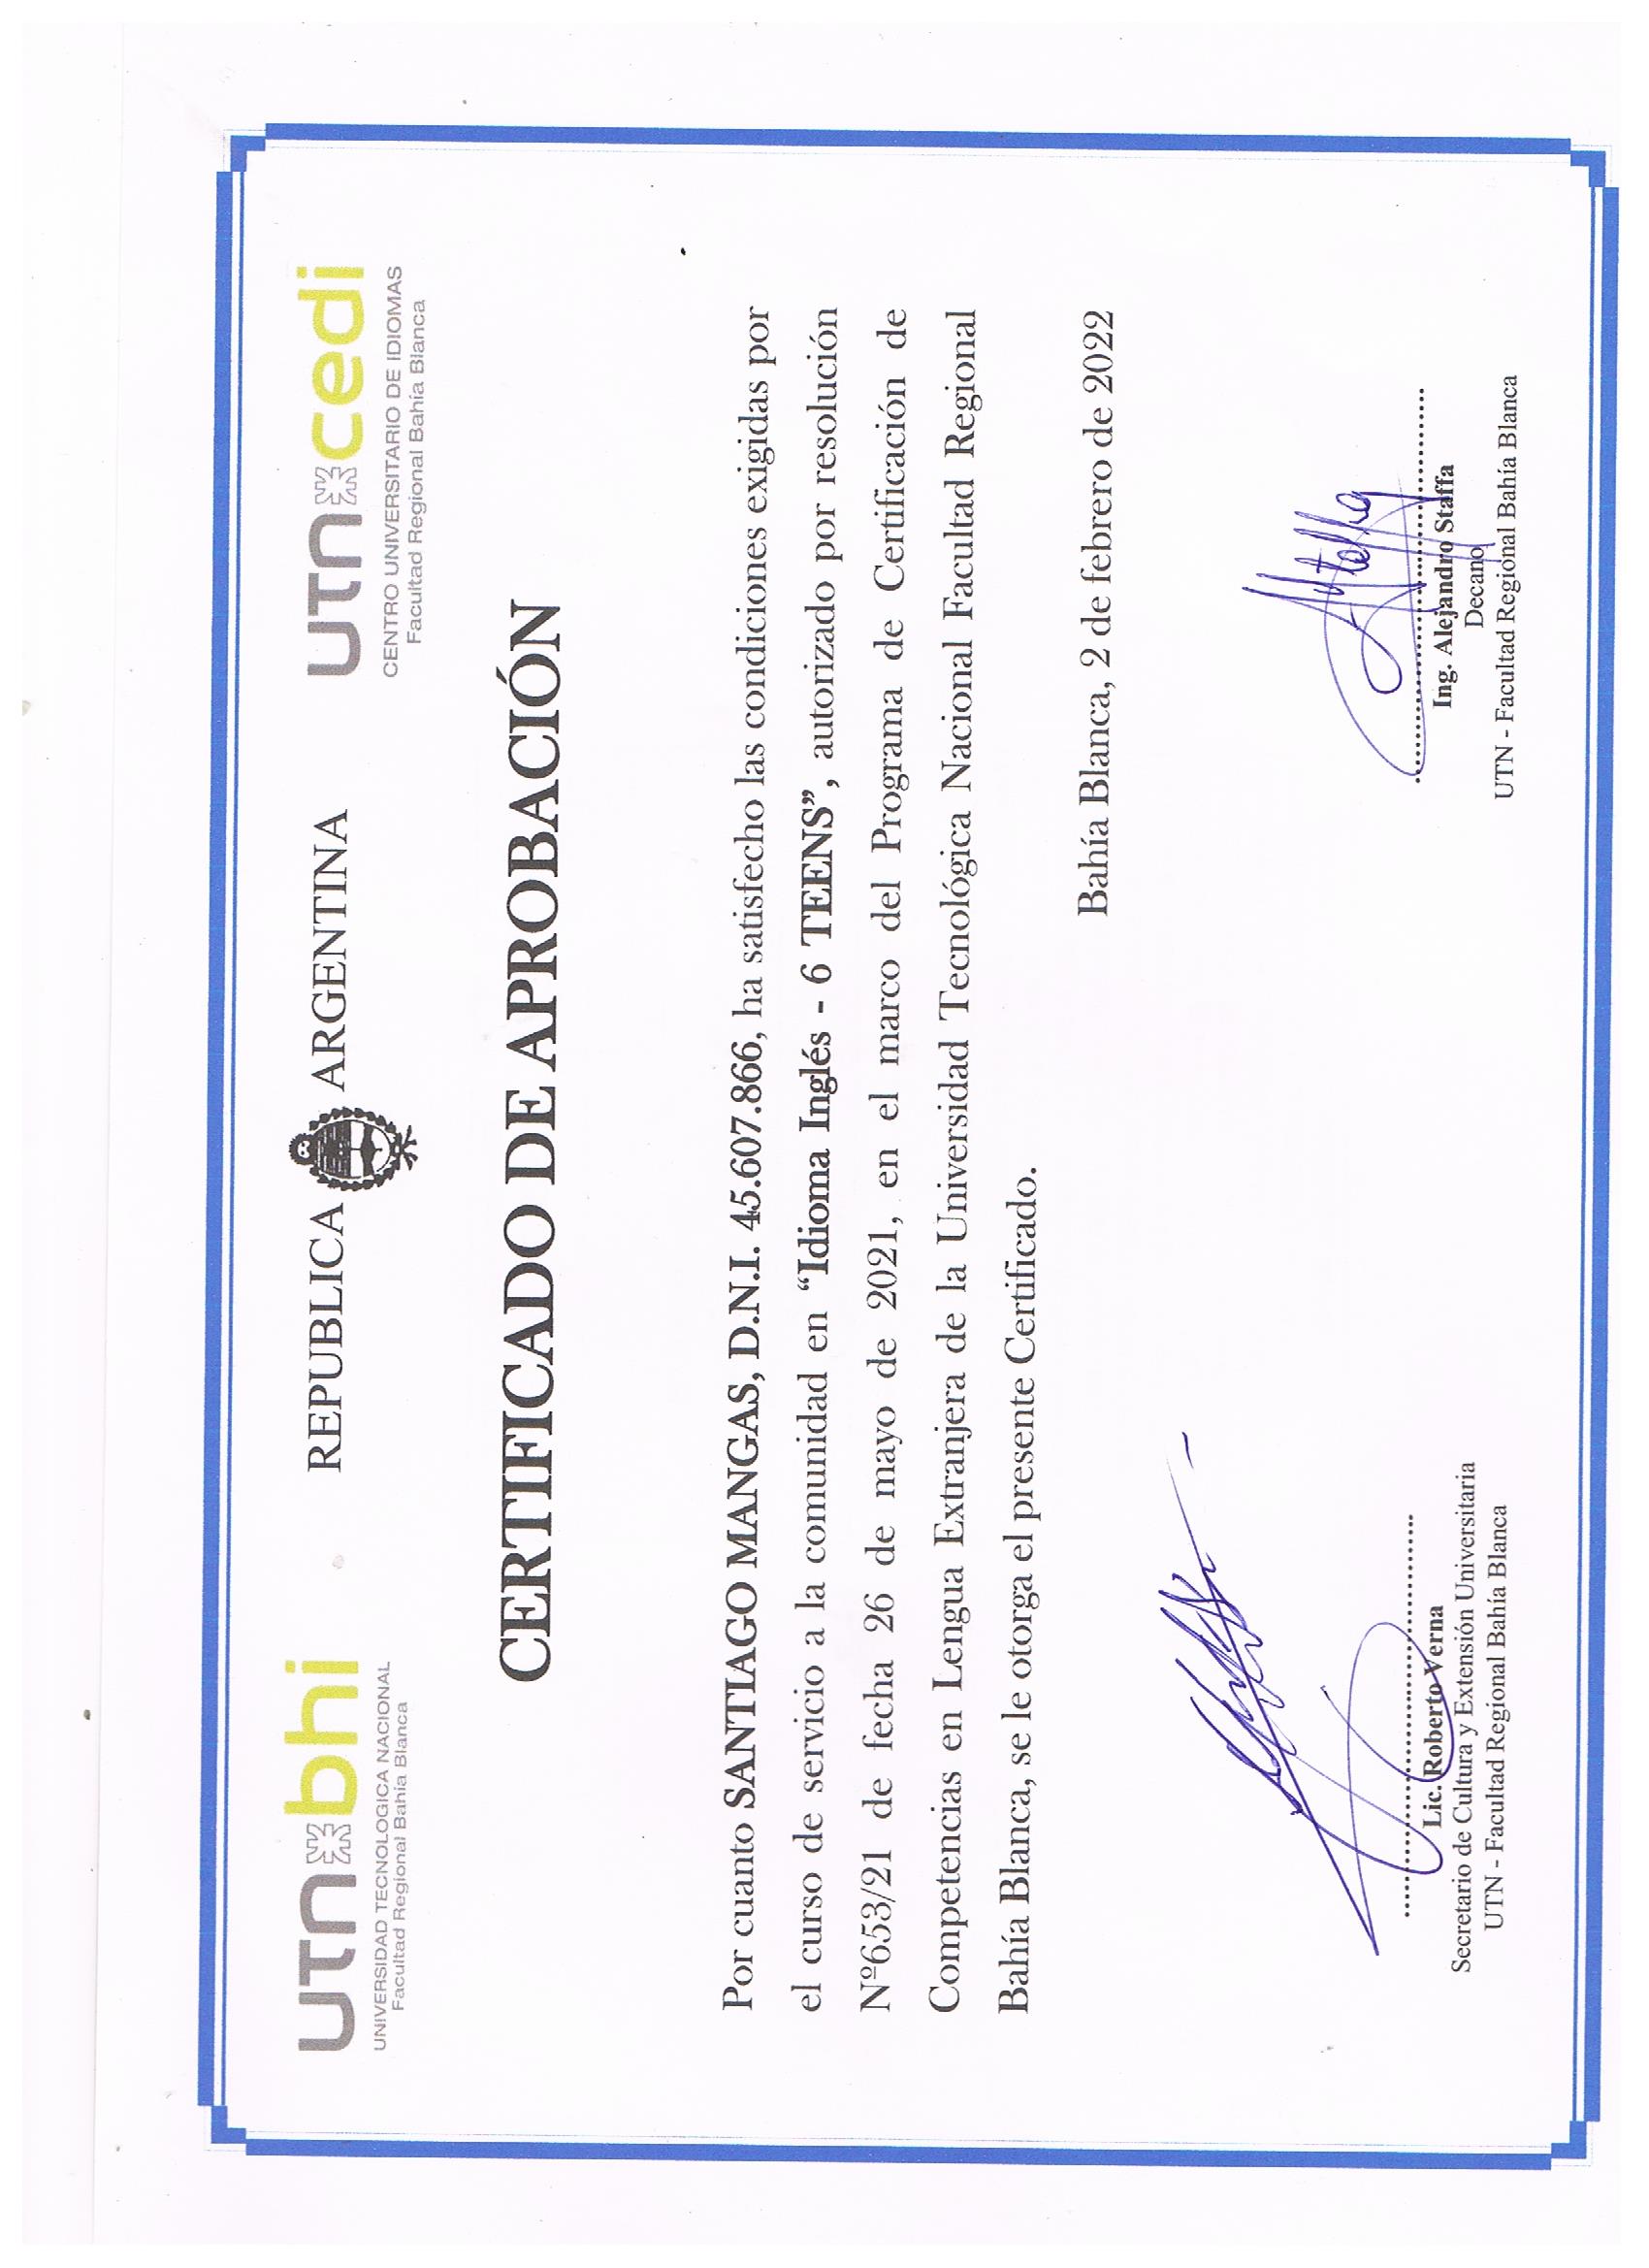 utn bhi
UNIVERSIDAD TECNOLOGICA NACIONAL
Facultad Regional Bahía Blanca
REPUBLICA ARGENTINA
utn cedi
CENTRO UNIVERSITARIO DE IDIOMAS
Facultad Regional Bahía Blanca
CERTIFICADO DE APROBACIÓN
Por cuanto SANTIAGO MANGAS, D.N.I. 45.607.866, ha satisfecho las condiciones exigidas por
el curso de servicio a la comunidad en “Idioma Inglés - 6 TEENS”, autorizado por resolución
Nº653/21 de fecha 26 de mayo de 2021, en el marco del Programa de Certificación de
Competencias en Lengua Extranjera de la Universidad Tecnológica Nacional Facultad Regional
Bahía Blanca, se le otorga el presente Certificado.
Bahía Blanca, 2 de febrero de 2022
Lic. Roberto Verna
Secretario de Cultura y Extensión Universitaria
UTN - Facultad Regional Bahía Blanca
Ing. Alejandro Staffa
Decano
UTN - Facultad Regional Bahía Blanca